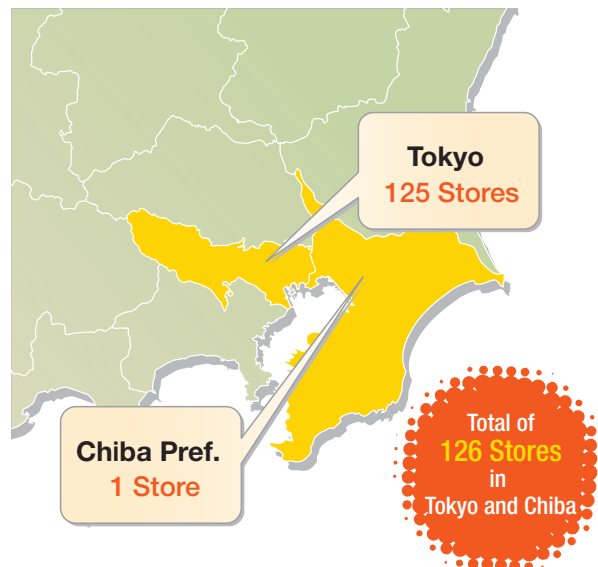 Tokyo
125 Stores
Chiba Pref.
1 Store
Total of
126 Stores
in
Tokyo and Chiba